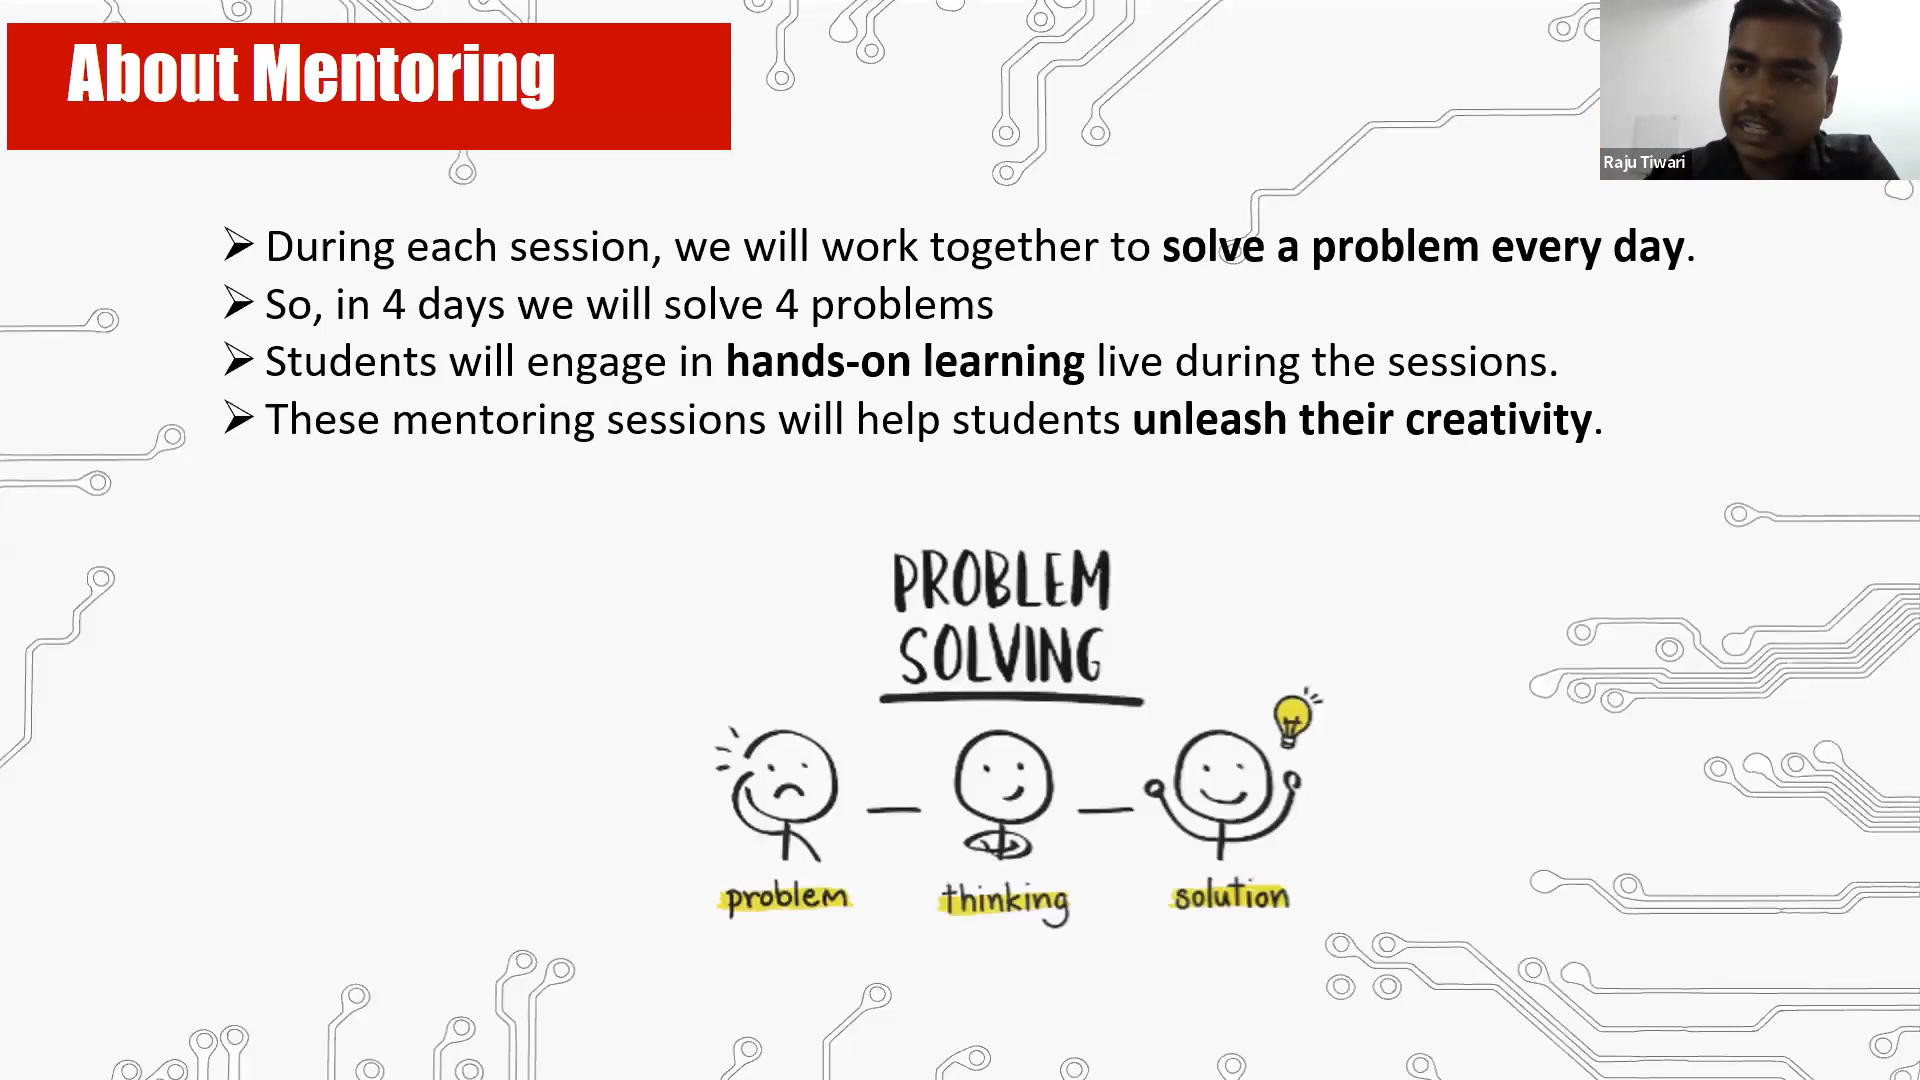 About Mentoring
Raju Tiwari
During each session, we will work together to solve a problem every day.
So, in 4 days we will solve 4 problems
Students will engage in hands-on learning live during the sessions.
These mentoring sessions will help students unleash their creativity.
PROBLEM
SOLVING
problem thinking solution